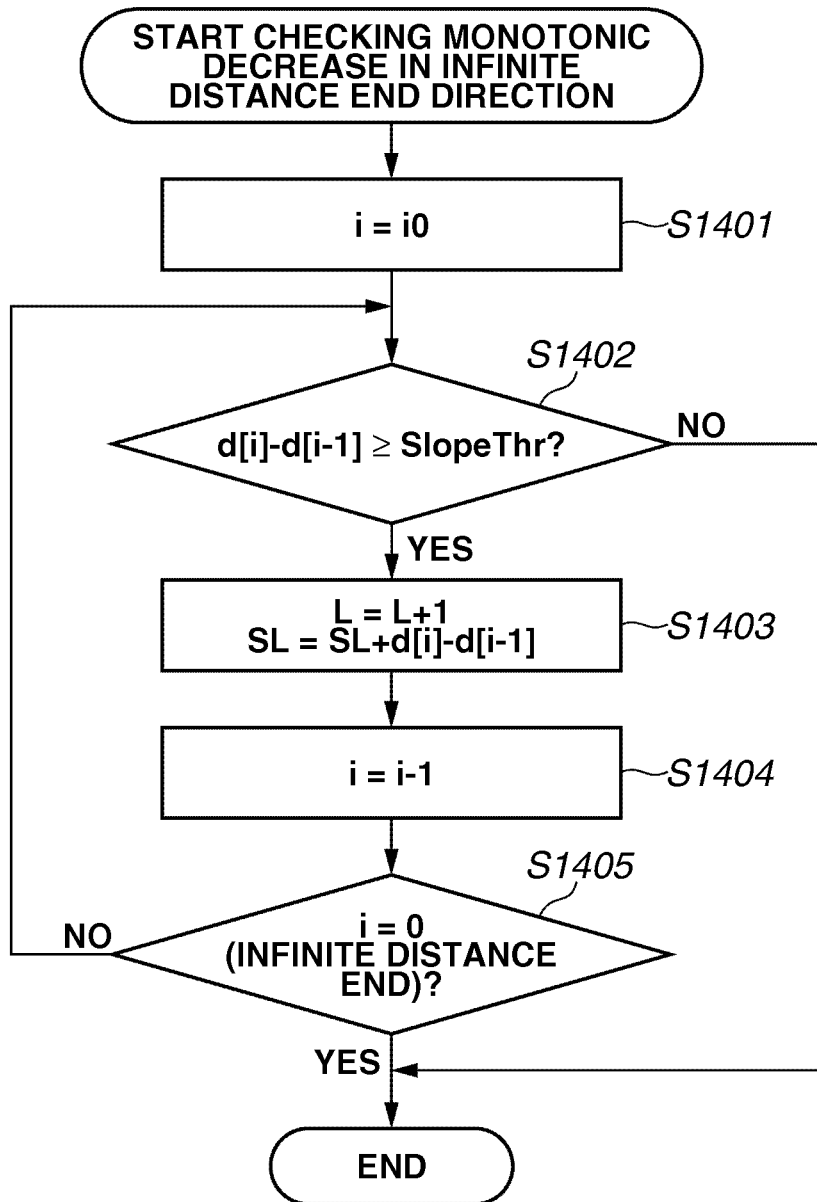 START CHECKING MONOTONIC
DECREASE IN INFINITE
DISTANCE END DIRECTION
i = i0
S1401
S1402
d[i]-d[i-1] ≥ SlopeThr?
NO
YES
L = L+1
SL = SL+d[i]-d[i-1]
S1403
i = i-1
S1404
S1405
i = 0
(INFINITE DISTANCE
END)?
NO
YES
END